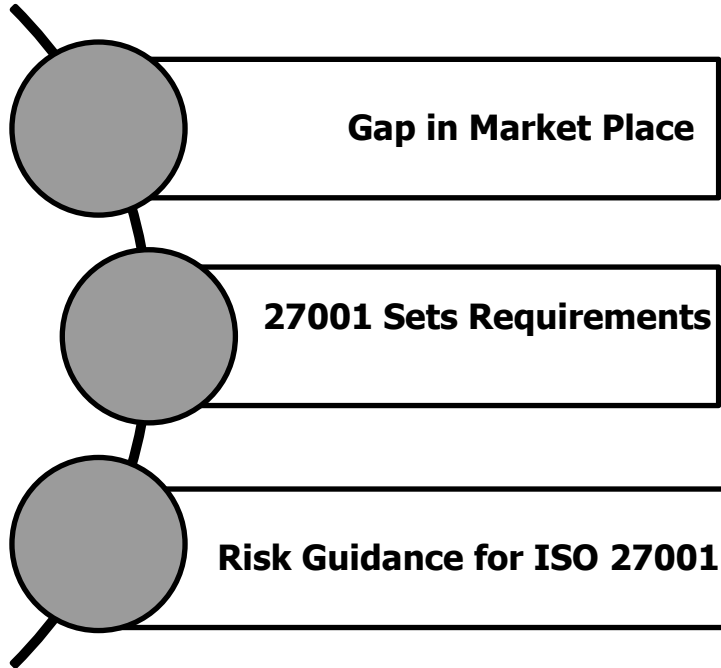 Gap in Market Place
27001 Sets Requirements
Risk Guidance for ISO 27001